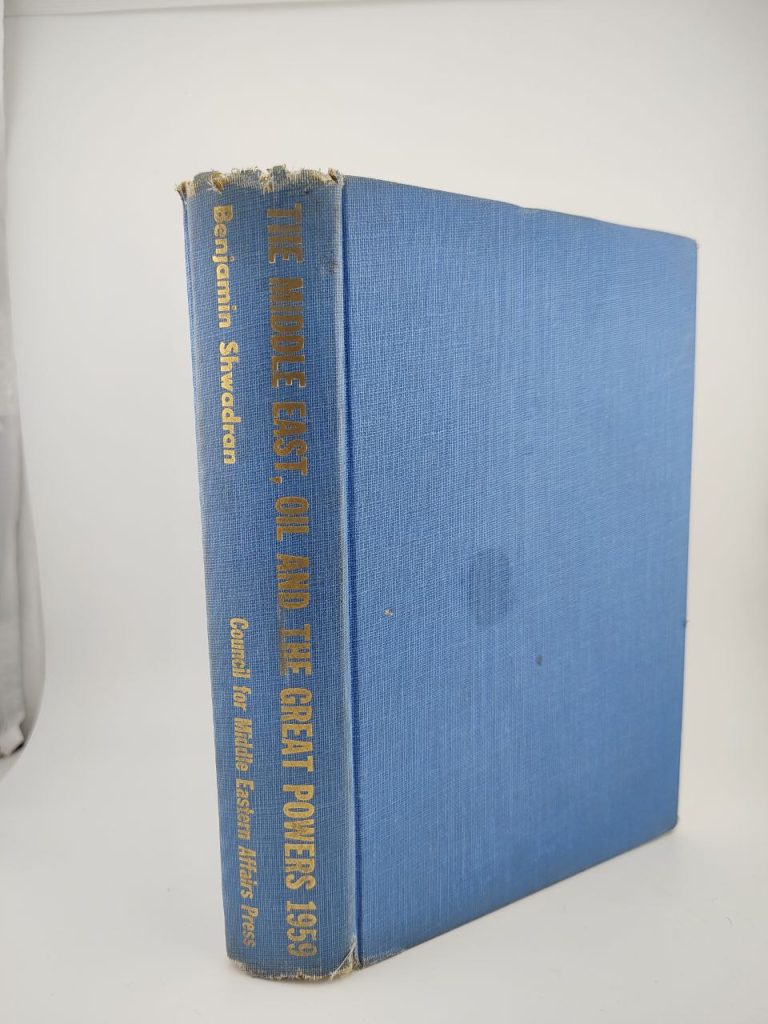 THE MIDDLE EAST, OIL AND THE GREAT POWERS 1959
Benjamin Shwadran
Council for Middle Eastern Affairs Press